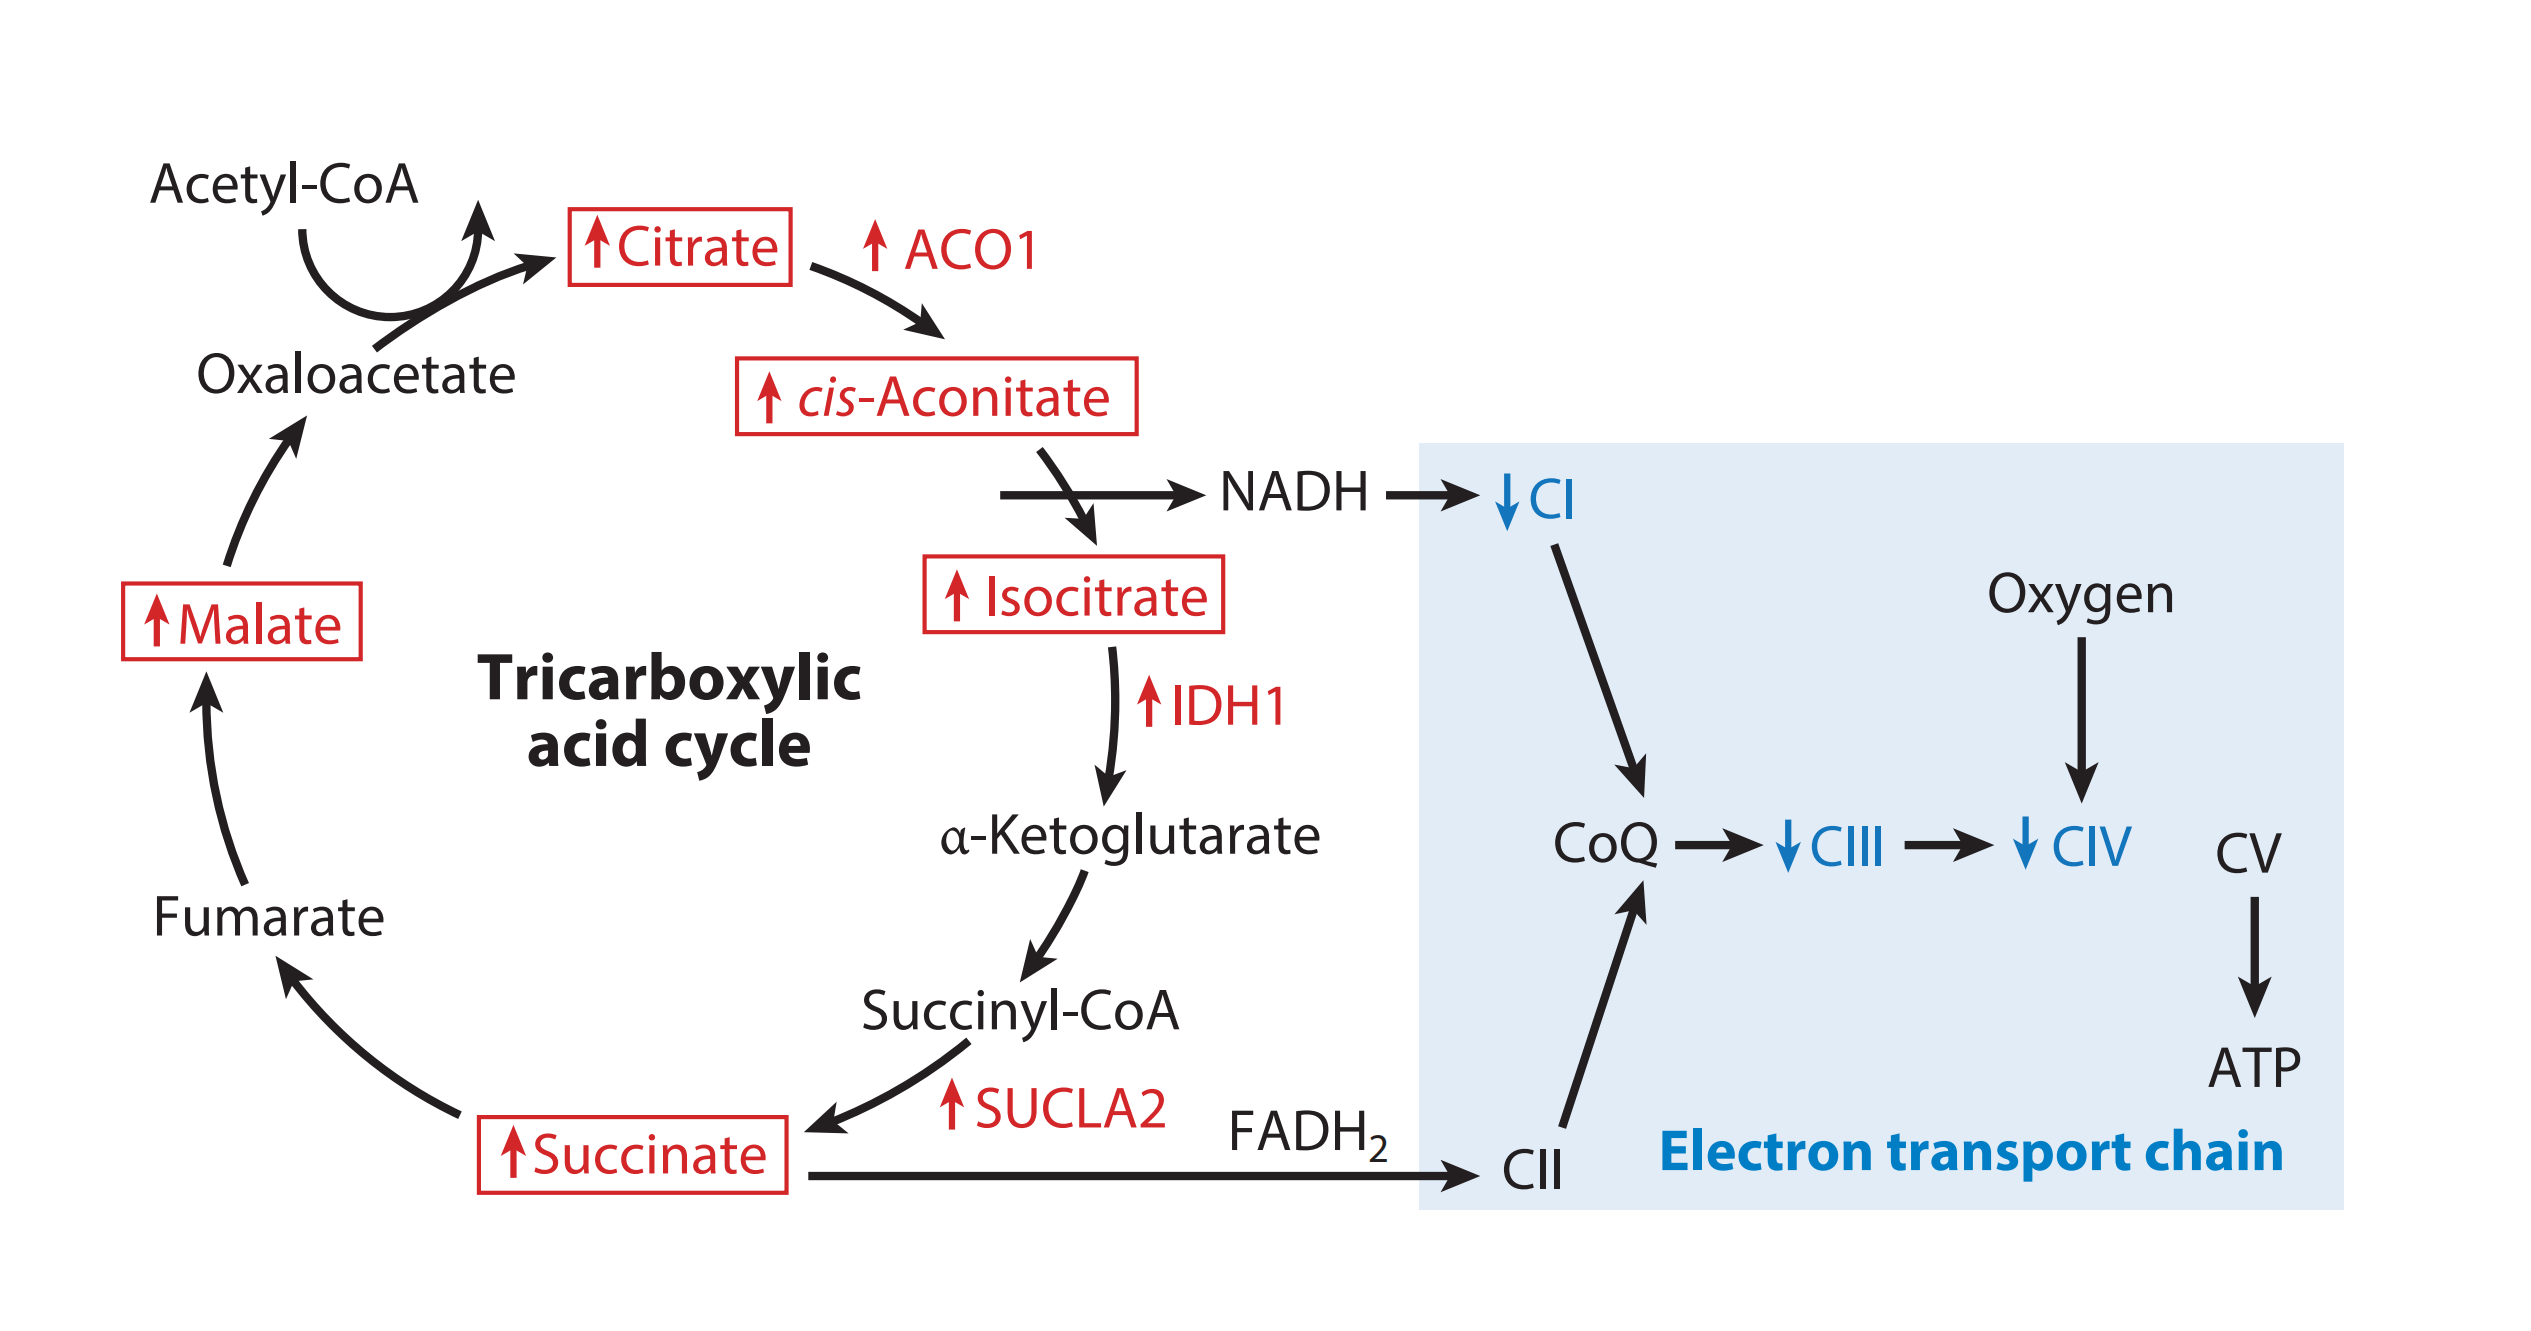 Acetyl-CoA
↑ Citrate
↑ ACO1
Oxaloacetate
↑ cis-Aconitate
NADH
↓ CI
↑ Isocitrate
Oxygen
↑ Malate
Tricarboxylic
acid cycle
↑ IDH1
α-Ketoglutarate
CoQ
↓ CIII
↓ CIV
CV
Fumarate
Succinyl-CoA
ATP
↑ SUCLA2
FADH₂
↑ Succinate
CII
Electron transport chain